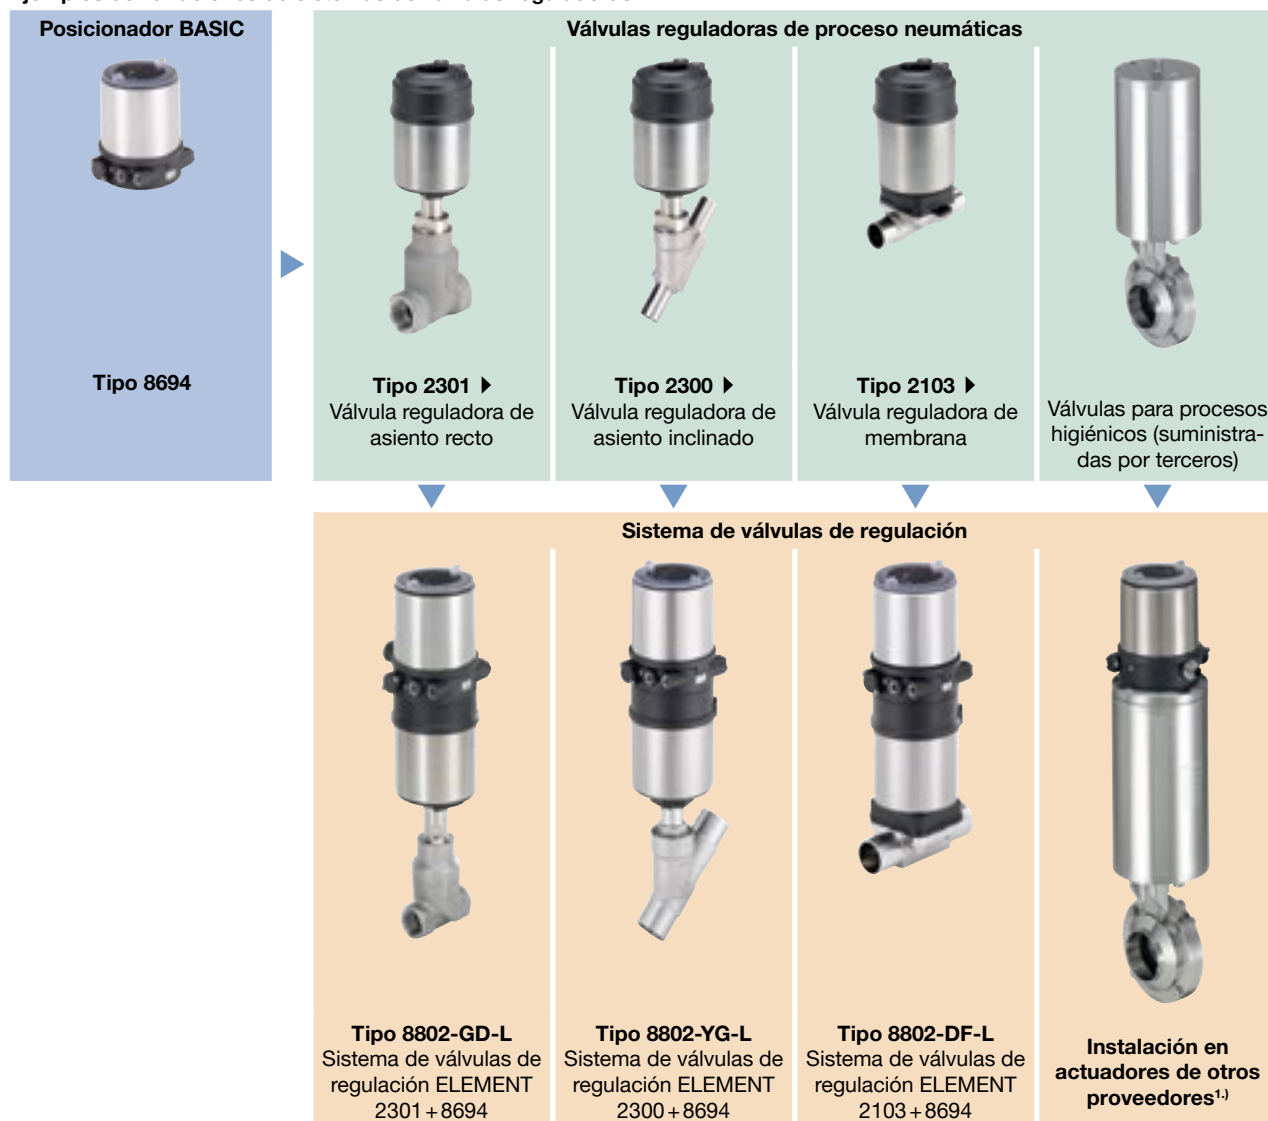 Posicionador BASIC
Tipo 8694
Válvulas reguladoras de proceso neumáticas
Tipo 2301
Válvula reguladora de
asiento recto
Tipo 2300
Válvula reguladora de
asiento inclinado
Tipo 2103
Válvula reguladora de
membrana
Válvulas para procesos
higiénicos (suministra-
das por terceros)
Sistema de válvulas de regulación
Tipo 8802-GD-L
Sistema de válvulas de
regulación ELEMENT
2301 + 8694
Tipo 8802-YG-L
Sistema de válvulas de
regulación ELEMENT
2300 + 8694
Tipo 8802-DF-L
Sistema de válvulas de
regulación ELEMENT
2103 + 8694
Instalación en
actuadores de otros
proveedores1.)